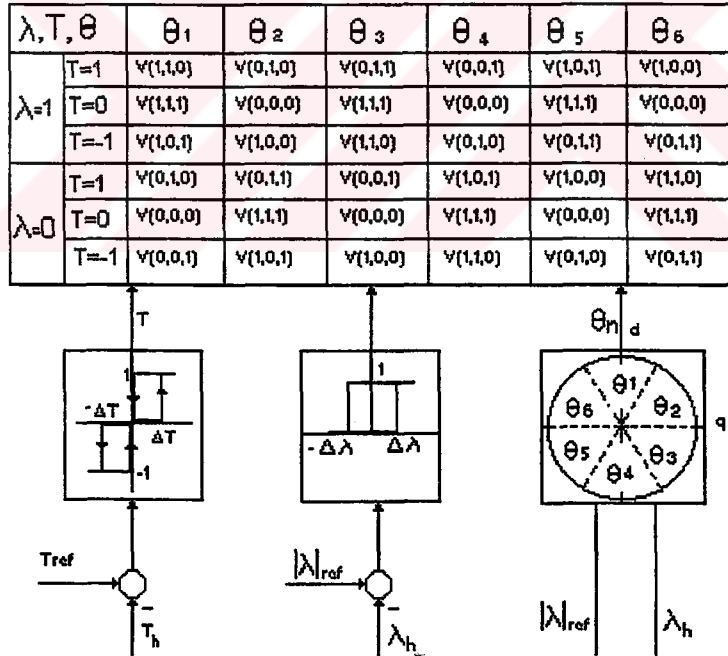 λ, T, θ θ1 θ2 θ3 θ4 θ5 θ6
λ=1 T=1 V(1,1,0) V(0,1,0) V(0,1,1) V(0,0,1) V(1,0,1) V(1,0,0)
T=0 V(1,1,1) V(0,0,0) V(1,1,1) V(0,0,0) V(1,1,1) V(0,0,0)
T=-1 V(1,0,1) V(1,0,0) V(1,1,0) V(0,1,0) V(0,1,1) V(0,1,1)
λ=0 T=1 V(0,1,0) V(0,1,1) V(0,0,1) V(1,0,1) V(1,0,0) V(1,1,0)
T=0 V(0,0,0) V(1,1,1) V(0,0,0) V(1,1,1) V(0,0,0) V(1,1,1)
T=-1 V(0,0,1) V(1,0,1) V(1,0,0) V(1,1,0) V(0,1,0) V(0,1,1)
T
θn d
1
-ΔT
ΔT
-1
1
-Δλ Δλ
θ1
θ6 θ2
q
θ5 θ3
θ4
Tref
-
Th
|λ|ref
-
λh
|λ|ref λh